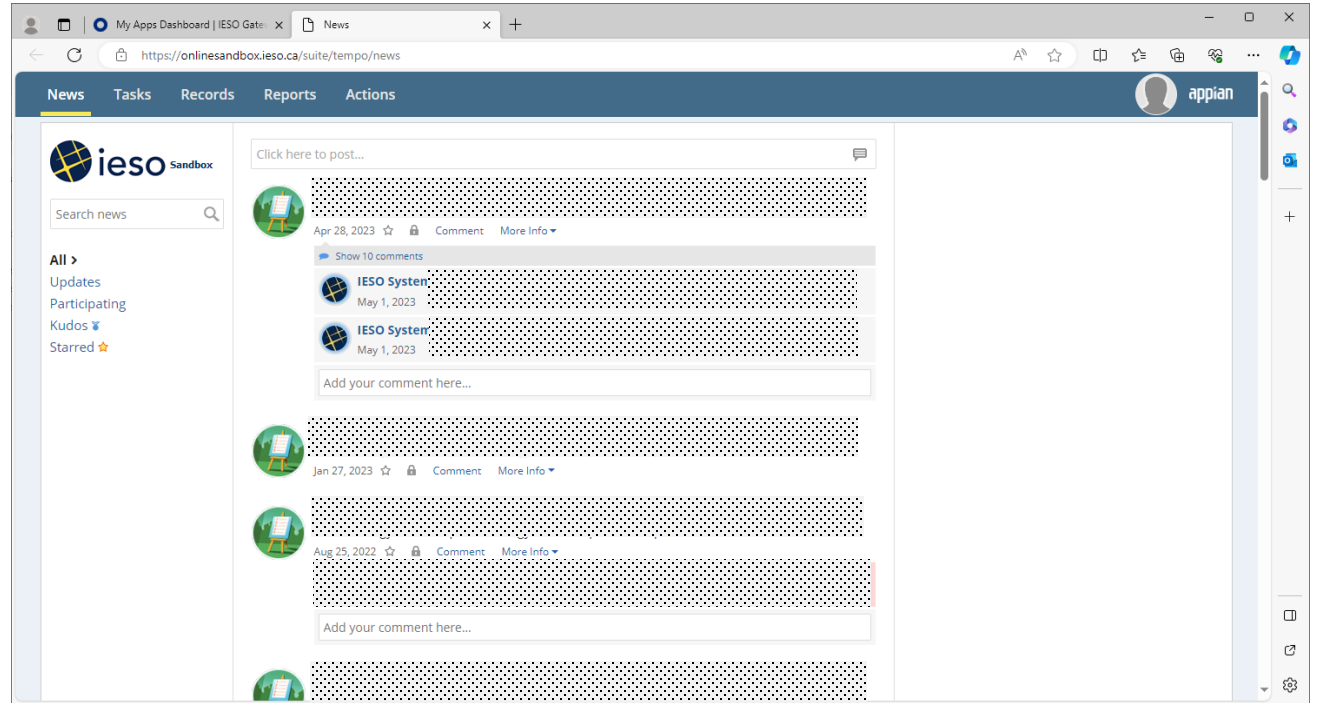 My Apps Dashboard | IESO Gate
News
https://onlinesandbox.ieso.ca/suite/tempo/news
News Tasks Records Reports Actions
appian
ieso Sandbox
Search news
All >
Updates
Participating
Kudos
Starred
Click here to post...
Apr 28, 2023 Comment More Info
Show 10 comments
IESO System
May 1, 2023
IESO System
May 1, 2023
Add your comment here...
Jan 27, 2023 Comment More Info
Aug 25, 2022 Comment More Info
Add your comment here...